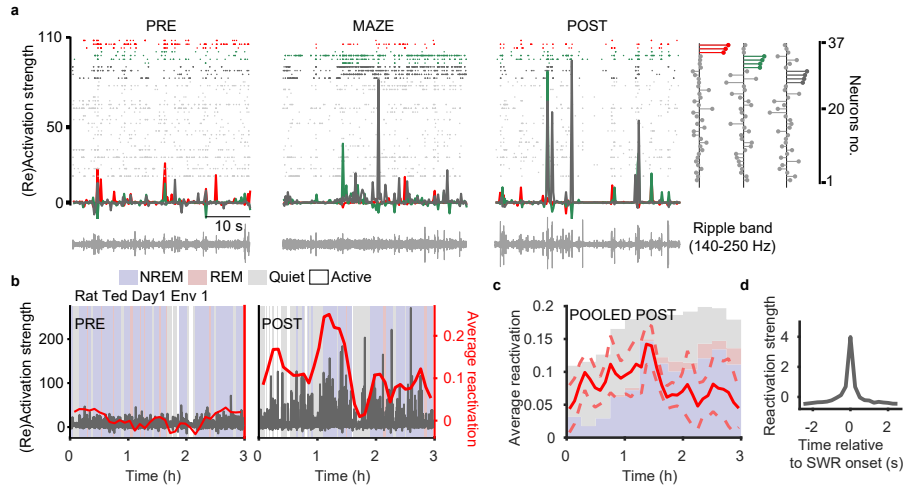 a
PRE
MAZE
POST
(Re)Activation strength
110
50
0
10 s
37
20
1
Neurons no.
Ripple band
(140-250 Hz)
NREM
REM
Quiet
Active
b
Rat Ted Day1 Env 1
PRE
POST
(Re)Activation strength
200
100
0
0.2
0.1
0
Average
reactivation
0 1 2 3
0 1 2 3
Time (h)
Time (h)
c
POOLED POST
Average reactivation
0.2
0.15
0.1
0.05
0
0 1 2 3
Time (h)
d
Reactivation strength
4
2
0
-2 0 2
Time relative
to SWR onset (s)